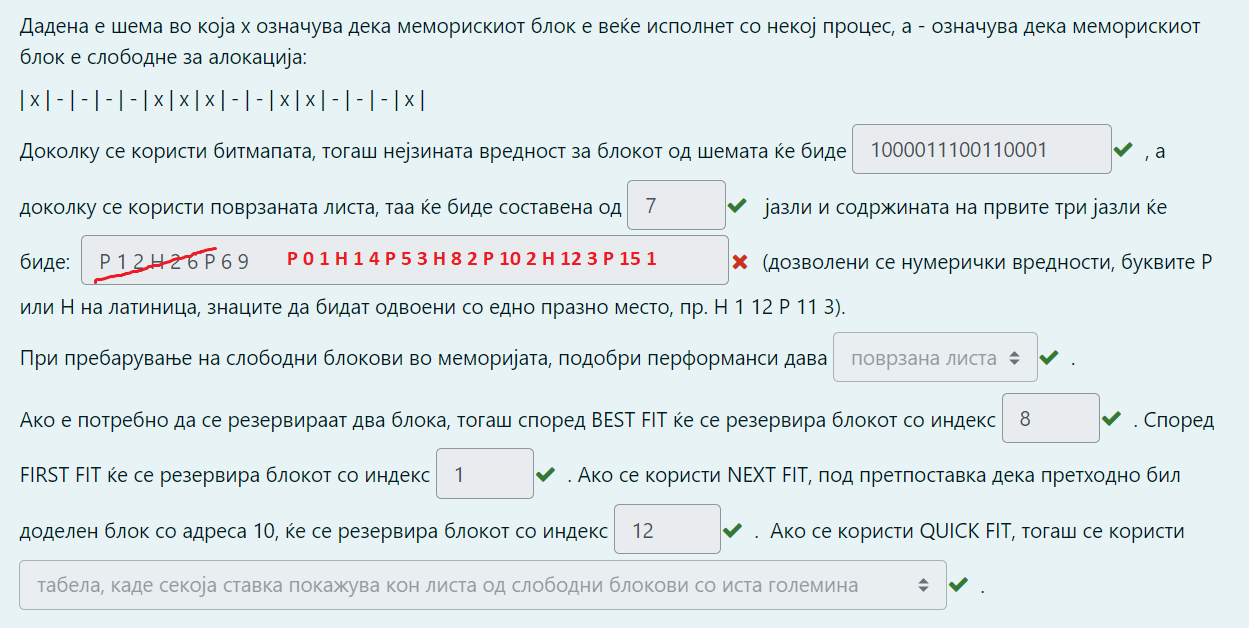 Дадена е шема во која x означува дека меморискиот блок е веќе исполнет со некој процес, а - означува дека меморискиот
блок е слободне за алокација:
| x | - | - | - | - | x | x | x | - | - | x | x | - | - | - | x |
Доколку се користи битмапата, тогаш нејзината вредност за блокот од шемата ќе биде 1000011100110001 , а
доколку се користи поврзаната листа, таа ќе биде составена од 7 јазли и содржината на првите три јазли ќе
биде: P 1 2 H 2 6 P 6 9 P 0 1 H 1 4 P 5 3 H 8 2 P 10 2 H 12 3 P 15 1 (дозволени се нумерички вредности, буквите P
или H на латиница, знаците да бидат одвоени со едно празно место, пр. H 1 12 P 11 3).
При пребарување на слободни блокови во меморијата, подобри перформанси дава поврзана листа .
Ако е потребно да се резервираат два блока, тогаш според BEST FIT ќе се резервира блокот со индекс 8 . Според
FIRST FIT ќе се резервира блокот со индекс 1 . Ако се користи NEXT FIT, под претпоставка дека претходно бил
доделен блок со адреса 10, ќе се резервира блокот со индекс 12 . Ако се користи QUICK FIT, тогаш се користи
табела, каде секоја ставка покажува кон листа од слободни блокови со иста големина .